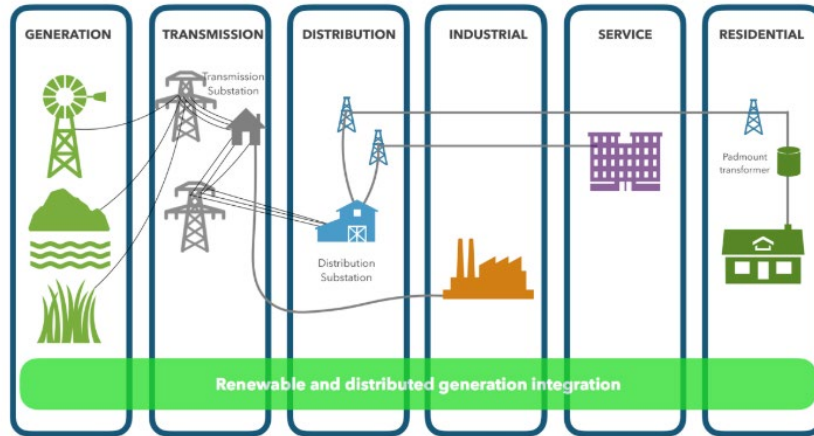 GENERATION
TRANSMISSION
DISTRIBUTION
INDUSTRIAL
SERVICE
RESIDENTIAL
Transmission
Substation
Padmount
transformer
Distribution
Substation
Renewable and distributed generation integration